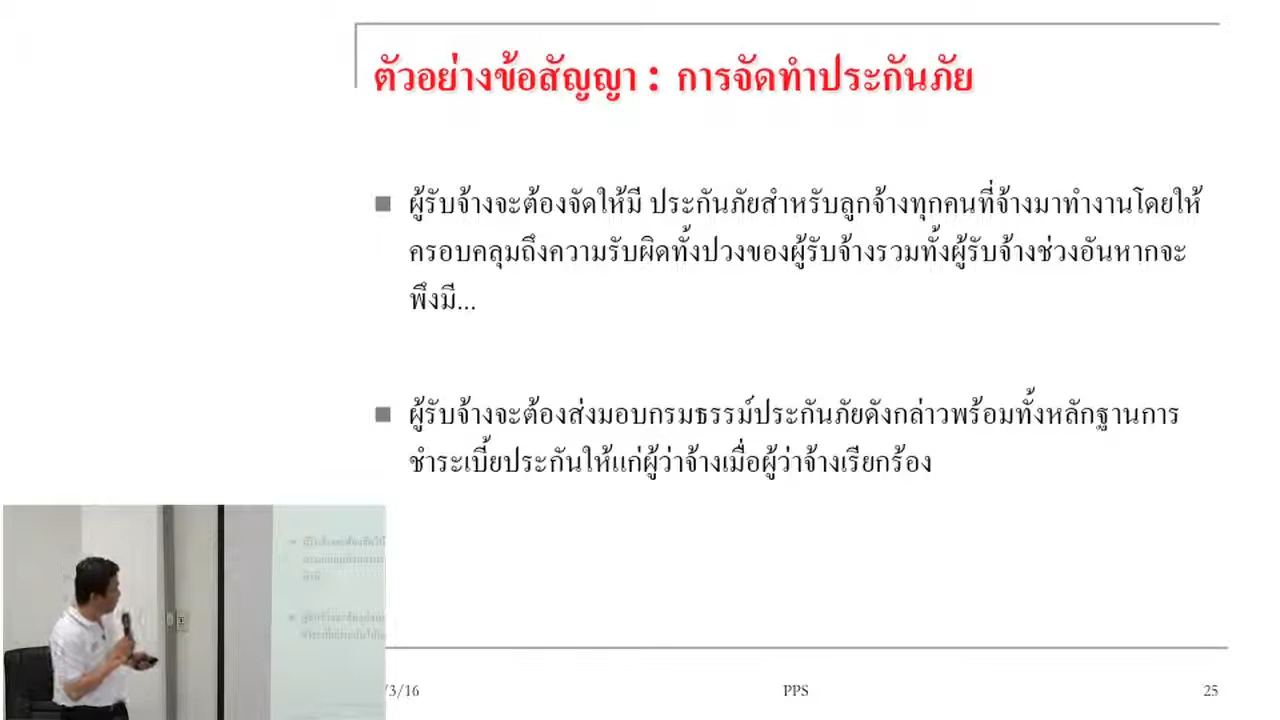 ตัวอย่างข้อสัญญา : การจัดทำประกันภัย
ผู้รับจ้างจะต้องจัดให้มี ประกันภัยสำหรับลูกจ้างทุกคนที่จ้างมาทำงานโดยให้
ครอบคลุมถึงความรับผิดทั้งปวงของผู้รับจ้างรวมทั้งผู้รับจ้างช่วงอันหากจะ
พึงมี...
ผู้รับจ้างจะต้องส่งมอบกรมธรรม์ประกันภัยดังกล่าวพร้อมทั้งหลักฐานการ
ชำระเบี้ยประกันให้แก่ผู้ว่าจ้างเมื่อผู้ว่าจ้างเรียกร้อง
/3/16
PPS
25